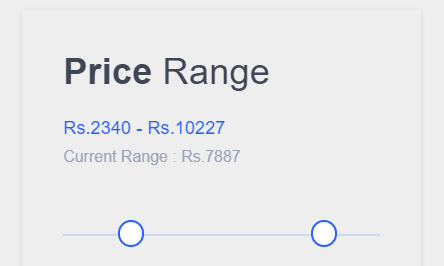 Price Range
Rs.2340 - Rs.10227
Current Range : Rs.7887